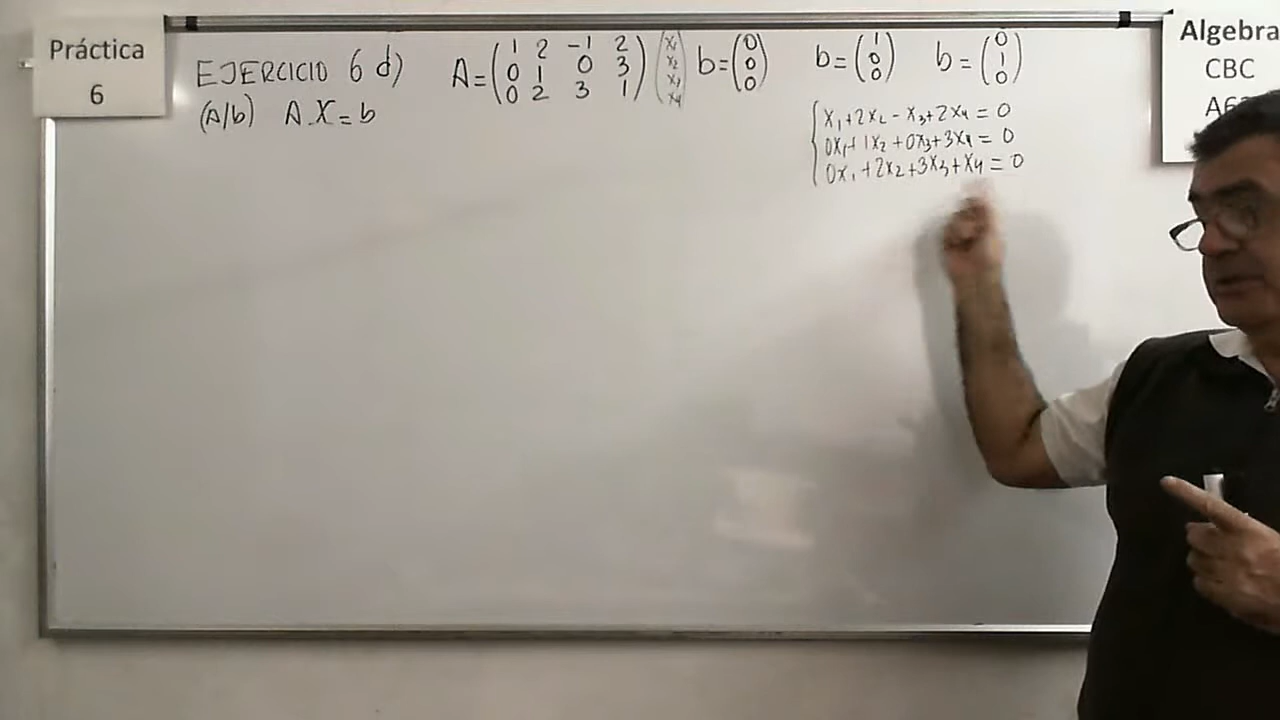 Práctica
6
EJERCICIO 6 d)
(A/b) A.X=b
A=(1 2 -1 2
0 1 0 3
0 2 3 1)
(x₁
x₂
x₃
x₄)
b=(0
0
0)
b=(1
0
0)
b=(0
1
0)
x₁+2x₂-x₃+2x₄=0
0x₁+1x₂+0x₃+3x₄=0
0x₁+2x₂+3x₃+x₄=0
Algebra
CBC